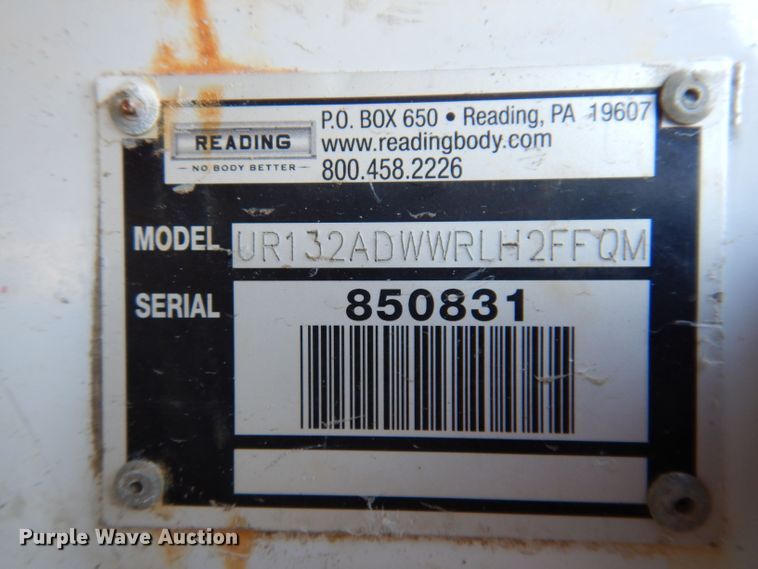 READING
NO BODY BETTER
P.O. BOX 650 • Reading, PA 19607
www.readingbody.com
800.458.2226
MODEL UR132ADWWRLH2FFQM
SERIAL 850831
Purple Wave Auction